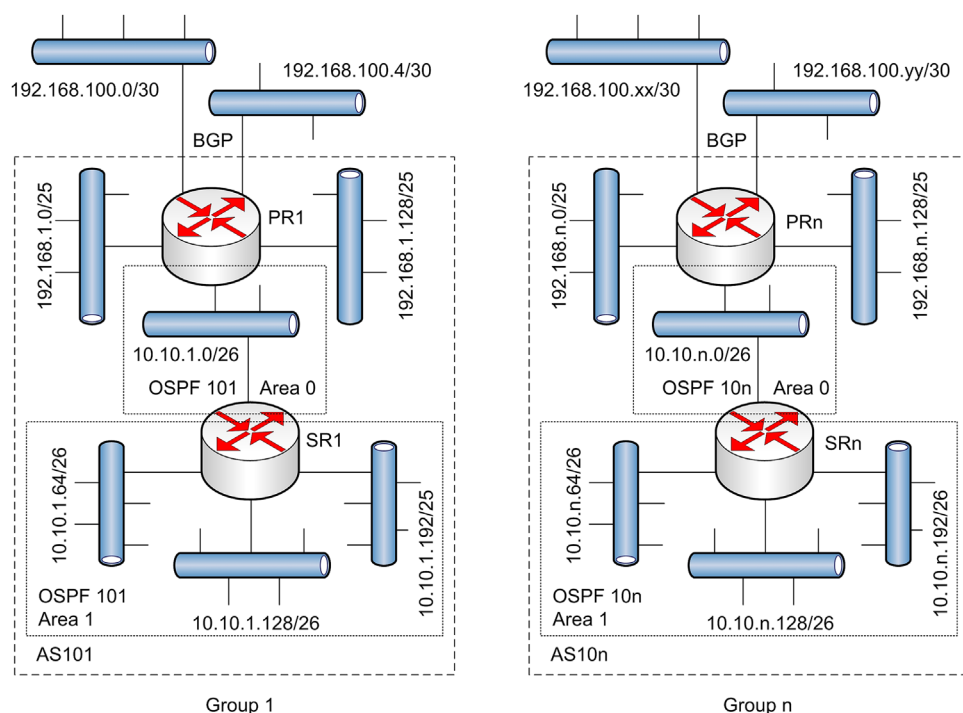 192.168.100.0/30
192.168.100.4/30
BGP
192.168.1.0/25
PR1
192.168.1.128/25
10.10.1.0/26
OSPF 101 Area 0
SR1
10.10.1.64/26
10.10.1.192/25
OSPF 101
Area 1
10.10.1.128/26
AS101
Group 1
192.168.100.xx/30
192.168.100.yy/30
BGP
192.168.n.0/25
PRn
192.168.n.128/25
10.10.n.0/26
OSPF 10n Area 0
SRn
10.10.n.64/26
10.10.n.192/26
OSPF 10n
Area 1
10.10.n.128/26
AS10n
Group n